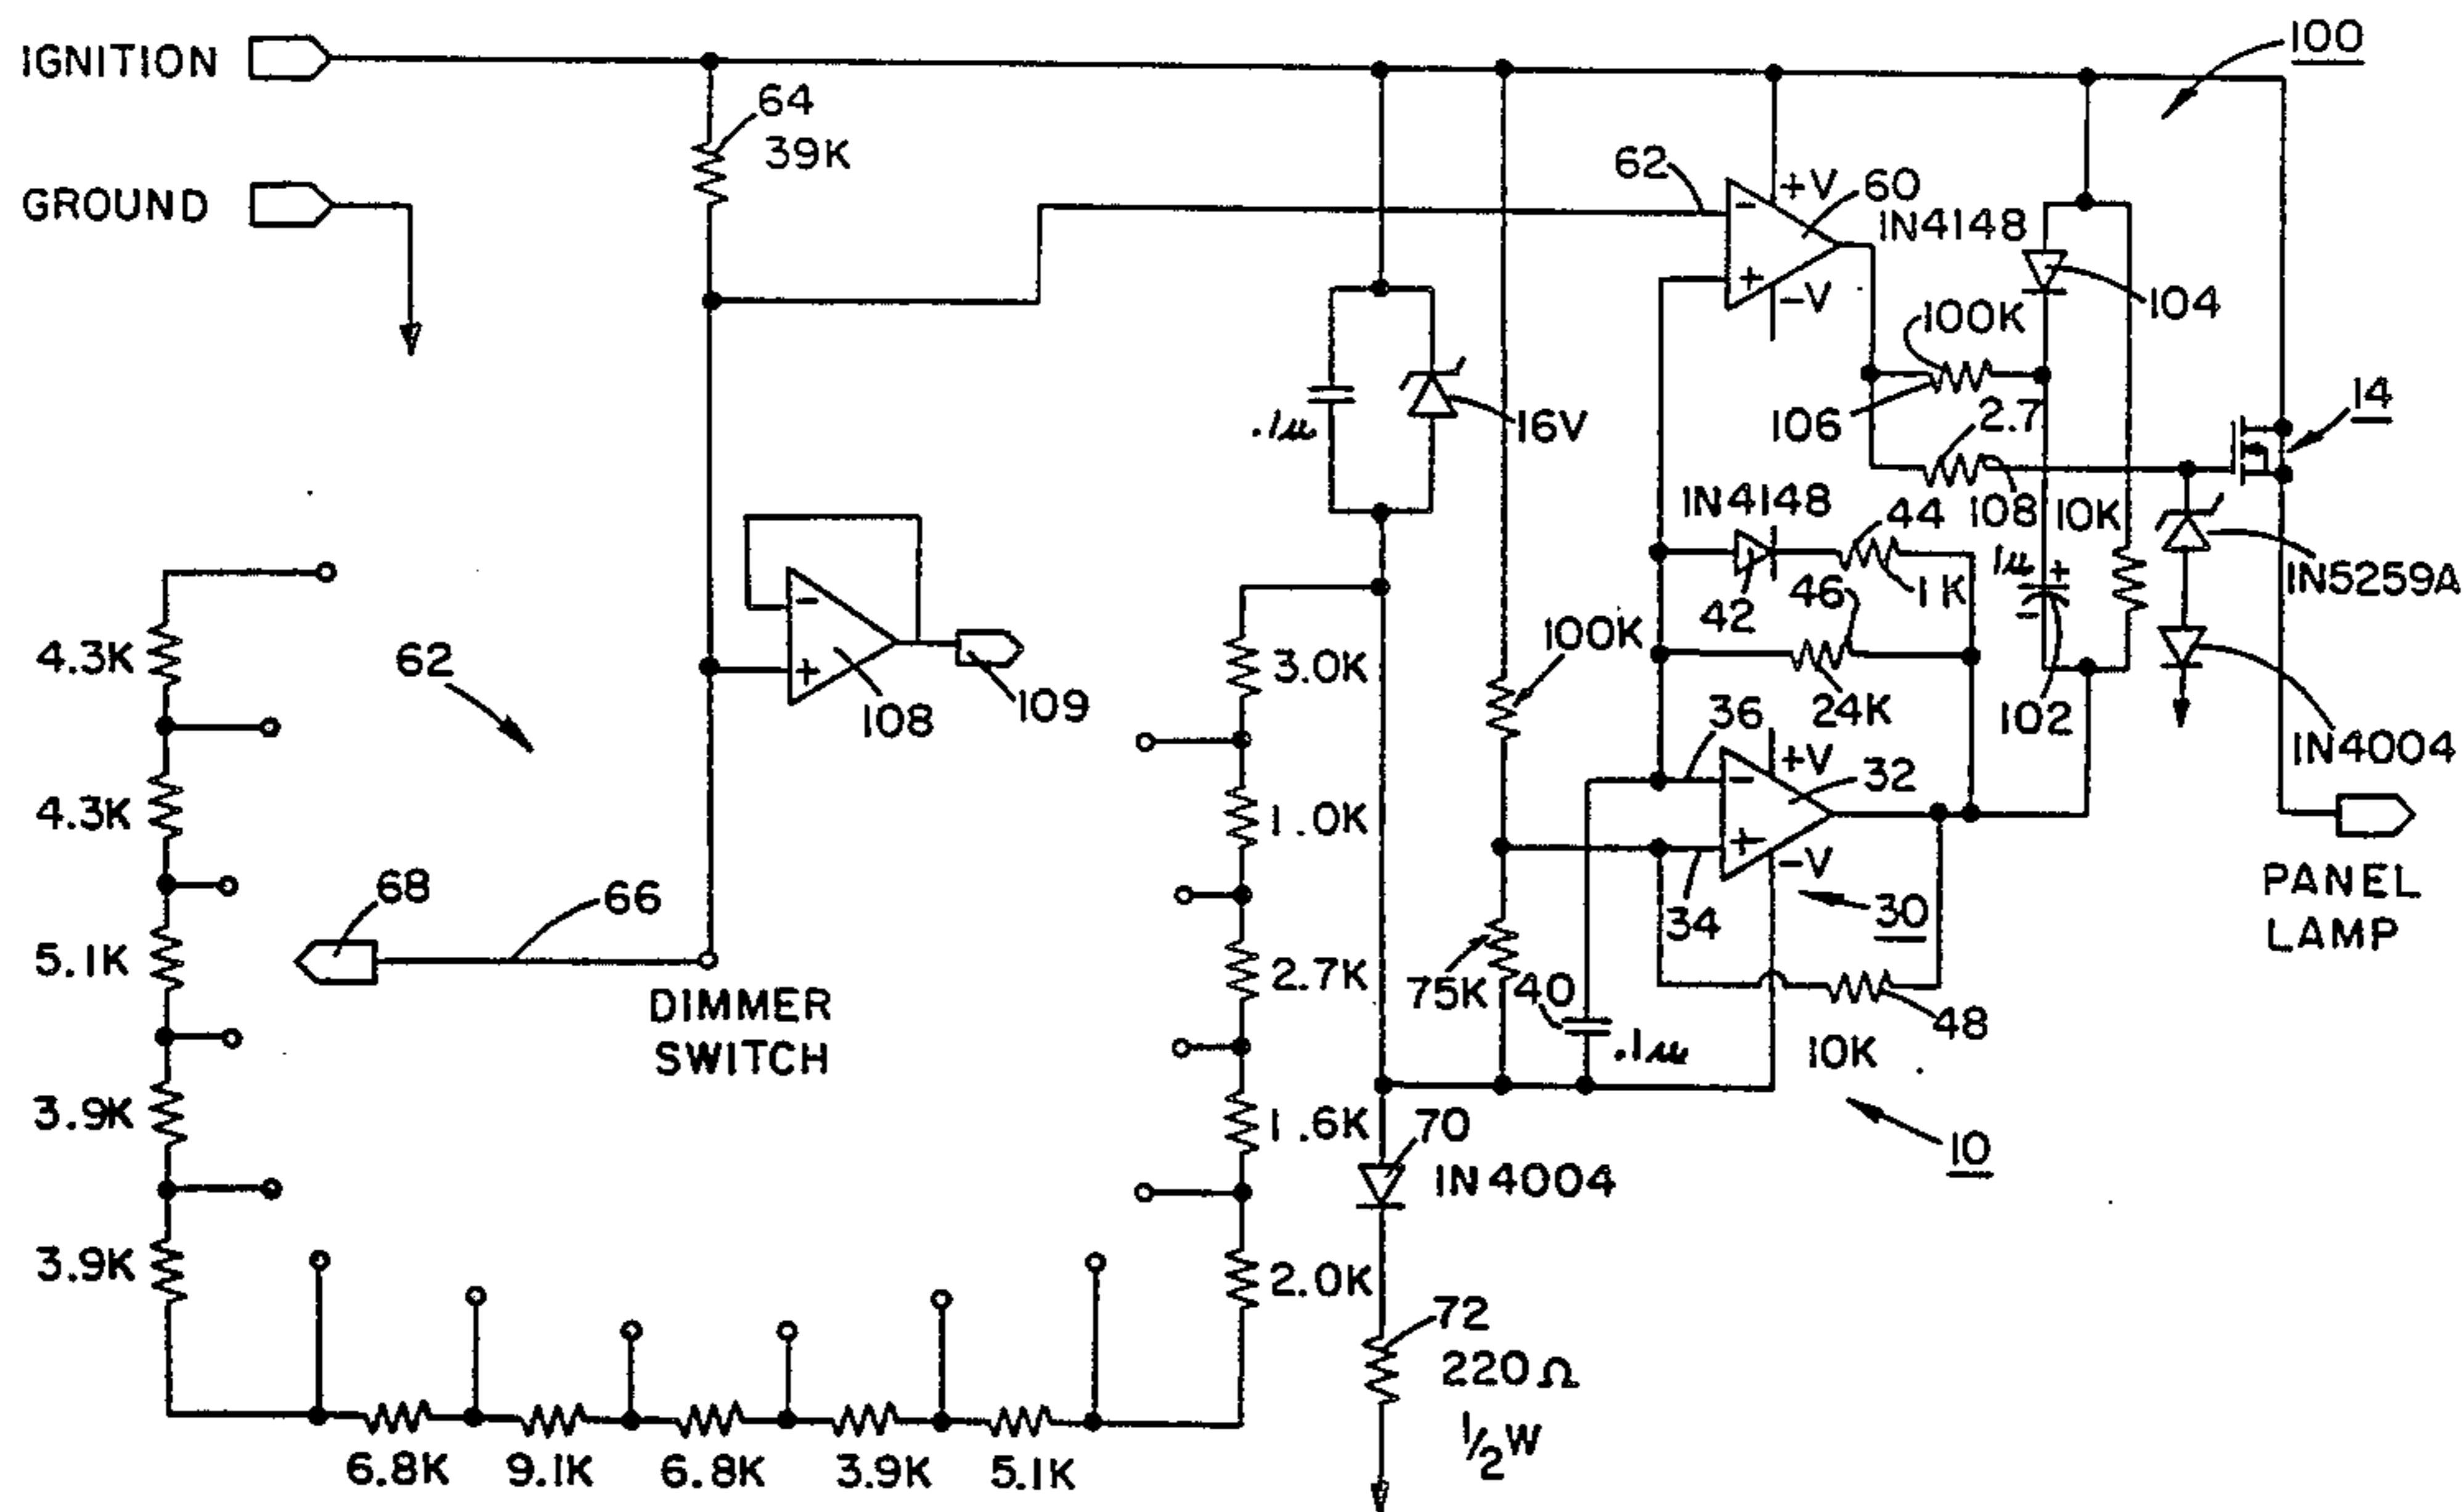 IGNITION
100
64
39K
62
+V
60
IN4148
GROUND
-
+
-V
104
100K
14
.1µ
16V
106
2.7
IN4148
44
108
10K
1µ
+
-
IN5259A
4.3K
62
-
+
108
109
3.0K
100K
42
46
1K
24K
102
IN4004
36
+V
32
-
+
-V
4.3K
1.0K
34
30
PANEL
LAMP
68
66
5.1K
2.7K
75K
40
48
DIMMER
SWITCH
.1µ
10K
3.9K
1.6K
70
IN4004
10
3.9K
2.0K
72
220Ω
1/2W
6.8K
9.1K
6.8K
3.9K
5.1K